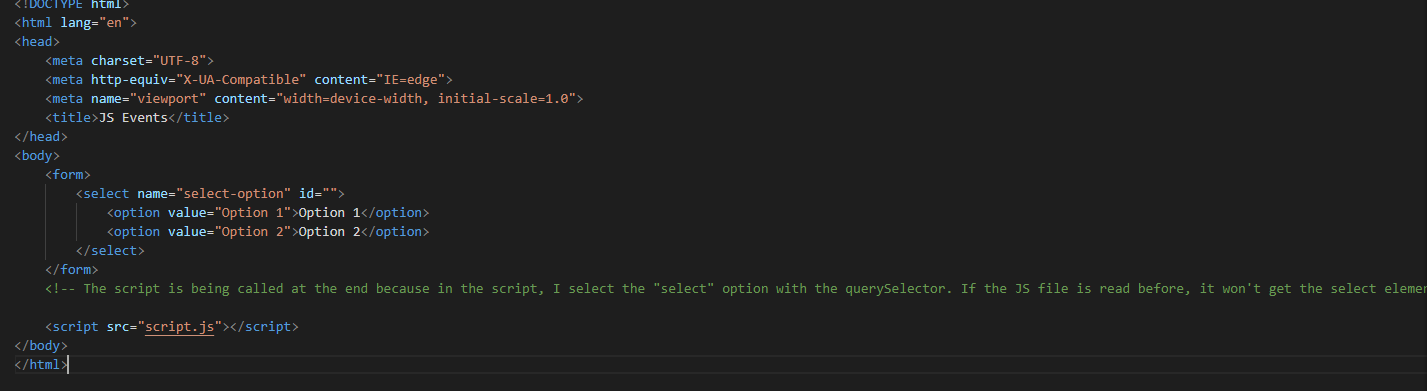 <!DOCTYPE html>
<html lang="en">
<head>
    <meta charset="UTF-8">
    <meta http-equiv="X-UA-Compatible" content="IE=edge">
    <meta name="viewport" content="width=device-width, initial-scale=1.0">
    <title>JS Events</title>
</head>
<body>
    <form>
        <select name="select-option" id="">
            <option value="Option 1">Option 1</option>
            <option value="Option 2">Option 2</option>
        </select>
    </form>
    <!-- The script is being called at the end because in the script, I select the "select" option with the querySelector. If the JS file is read before, it won't get the select elemen
    <script src="script.js"></script>
</body>
</html>